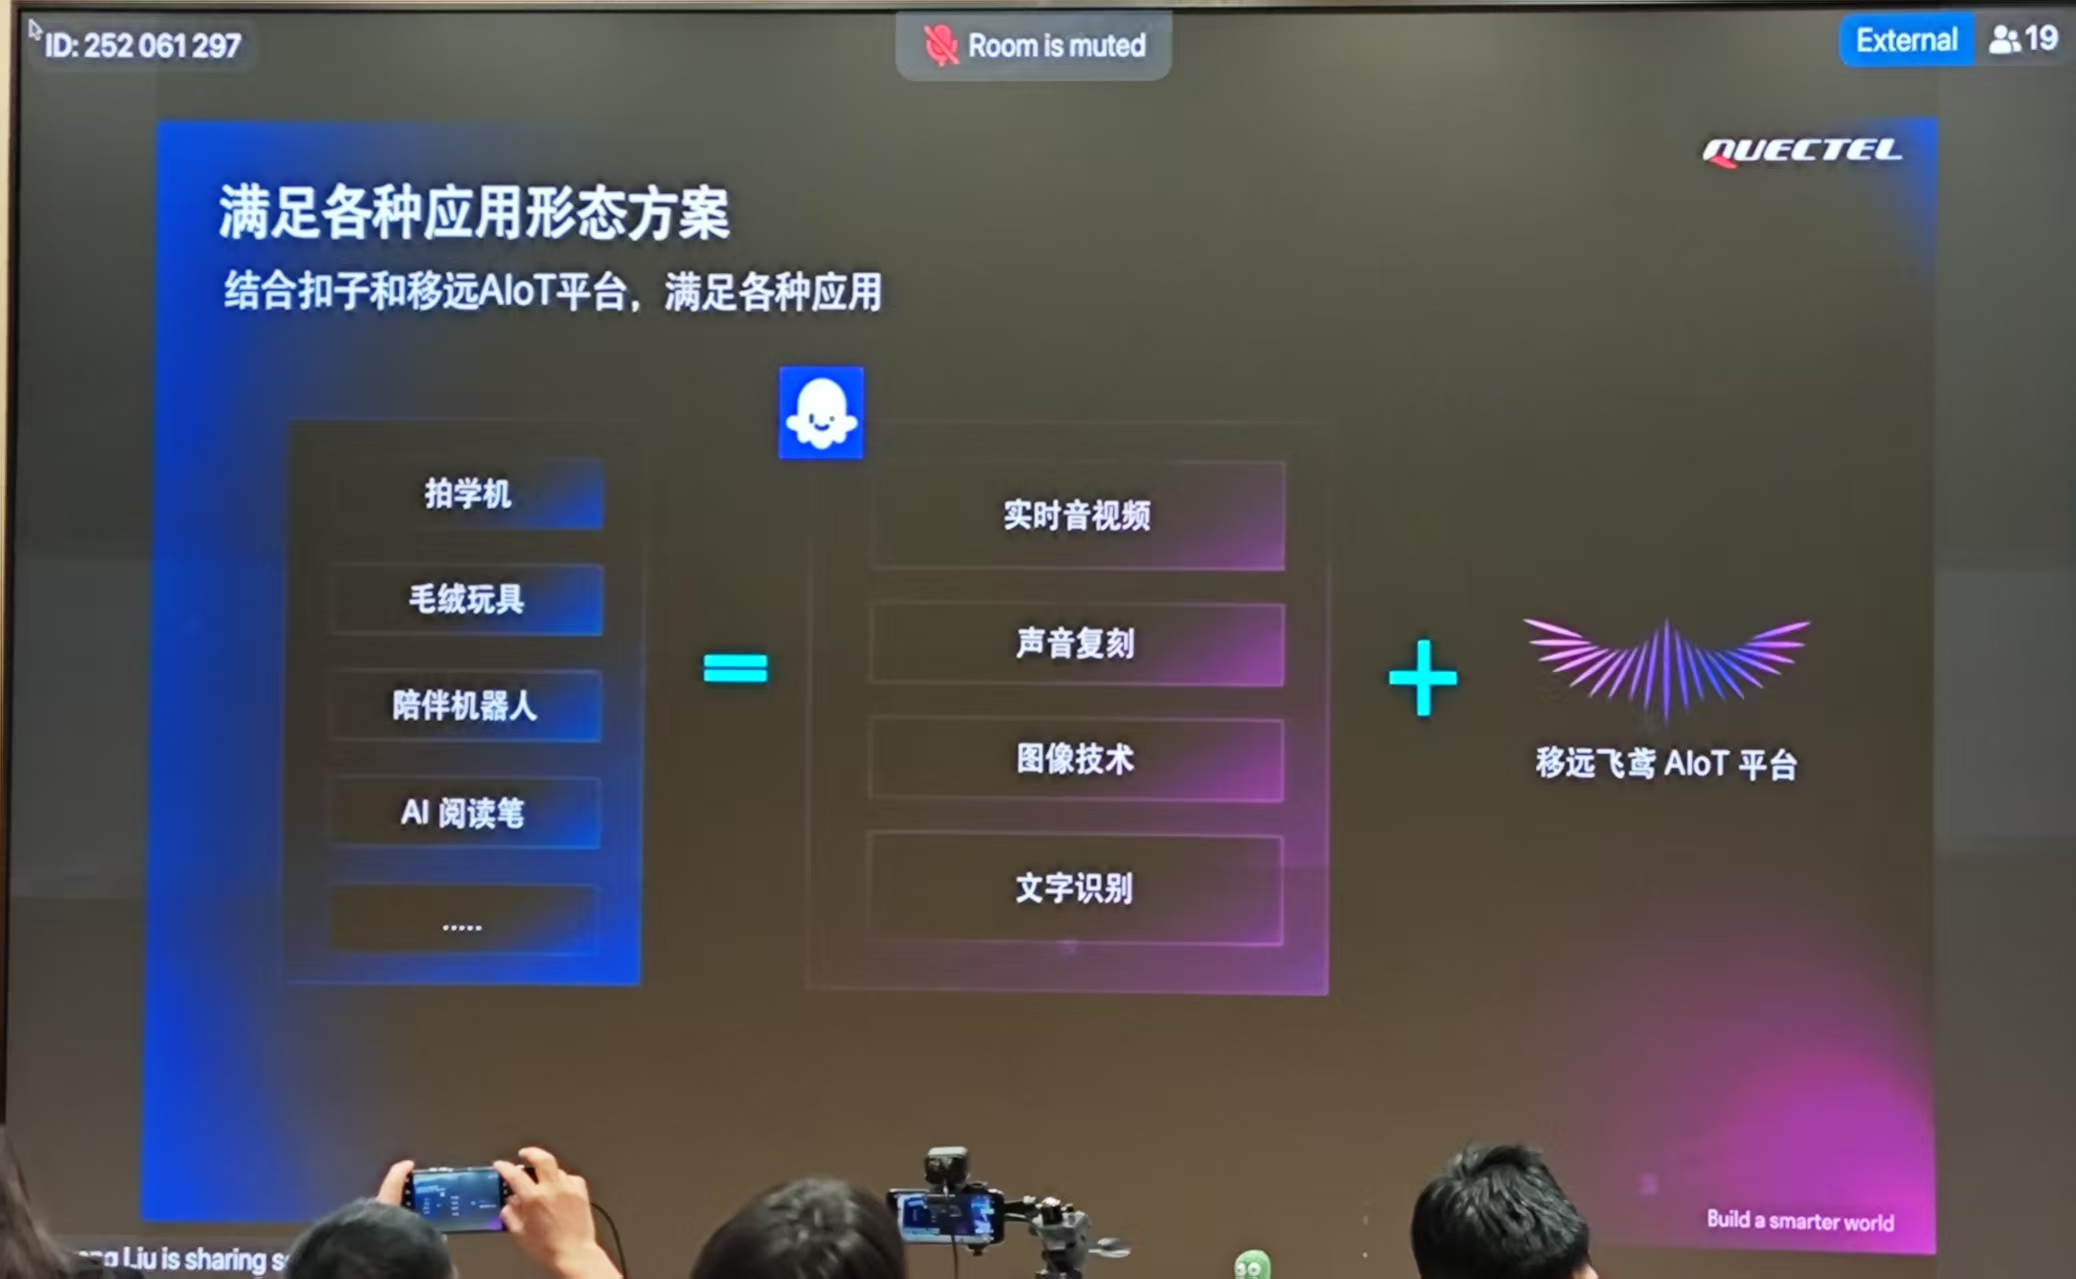 ID: 252 061 297
Room is muted
External
19
QUECTEL
满足各种应用形态方案
结合扣子和移远AIoT平台，满足各种应用
拍学机
毛绒玩具
陪伴机器人
AI 阅读笔
.....
=
实时音视频
声音复刻
图像技术
文字识别
+
移远飞鸢 AIoT 平台
Build a smarter world
Liu is sharing